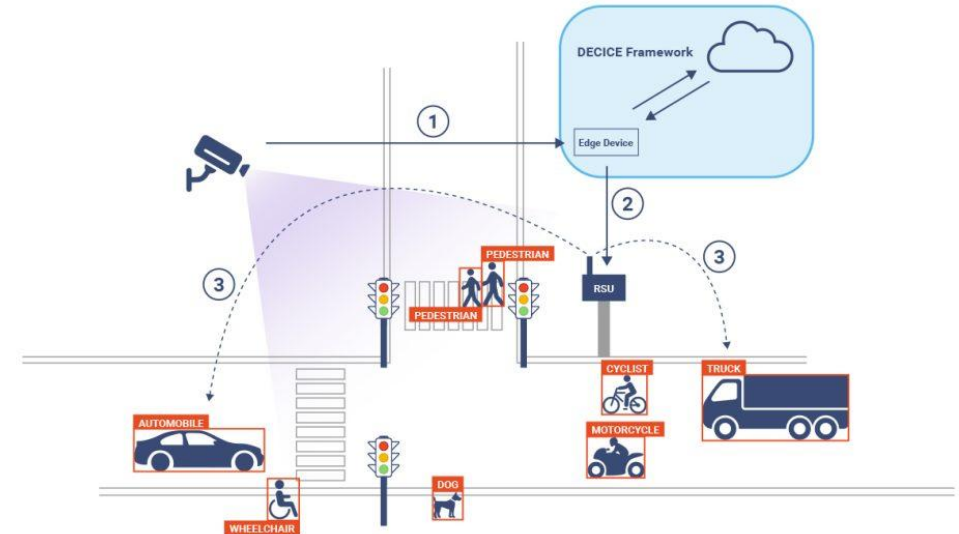 DECICE Framework
1
Edge Device
2
PEDESTRIAN
3
3
RSU
PEDESTRIAN
CYCLIST
TRUCK
AUTOMOBILE
MOTORCYCLE
DOG
WHEELCHAIR